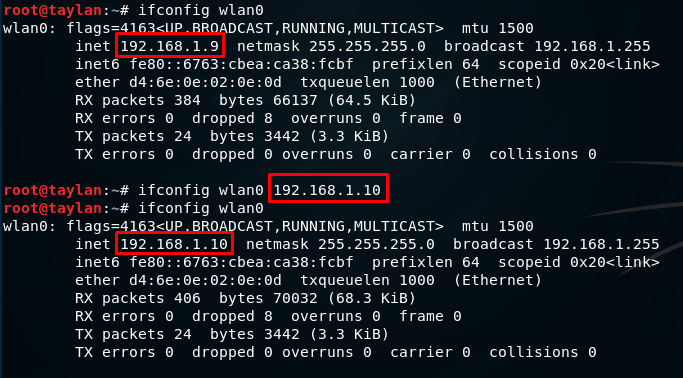 root@taylan:~# ifconfig wlan0
wlan0: flags=4163<UP,BROADCAST,RUNNING,MULTICAST>  mtu 1500
        inet 192.168.1.9  netmask 255.255.255.0  broadcast 192.168.1.255
        inet6 fe80::6763:cbea:ca38:fcbf  prefixlen 64  scopeid 0x20<link>
        ether d4:6e:0e:02:0e:0d  txqueuelen 1000  (Ethernet)
        RX packets 384  bytes 66137 (64.5 KiB)
        RX errors 0  dropped 8  overruns 0  frame 0
        TX packets 24  bytes 3442 (3.3 KiB)
        TX errors 0  dropped 0 overruns 0  carrier 0  collisions 0
root@taylan:~# ifconfig wlan0 192.168.1.10
root@taylan:~# ifconfig wlan0
wlan0: flags=4163<UP,BROADCAST,RUNNING,MULTICAST>  mtu 1500
        inet 192.168.1.10  netmask 255.255.255.0  broadcast 192.168.1.255
        inet6 fe80::6763:cbea:ca38:fcbf  prefixlen 64  scopeid 0x20<link>
        ether d4:6e:0e:02:0e:0d  txqueuelen 1000  (Ethernet)
        RX packets 406  bytes 70032 (68.3 KiB)
        RX errors 0  dropped 8  overruns 0  frame 0
        TX packets 24  bytes 3442 (3.3 KiB)
        TX errors 0  dropped 0 overruns 0  carrier 0  collisions 0